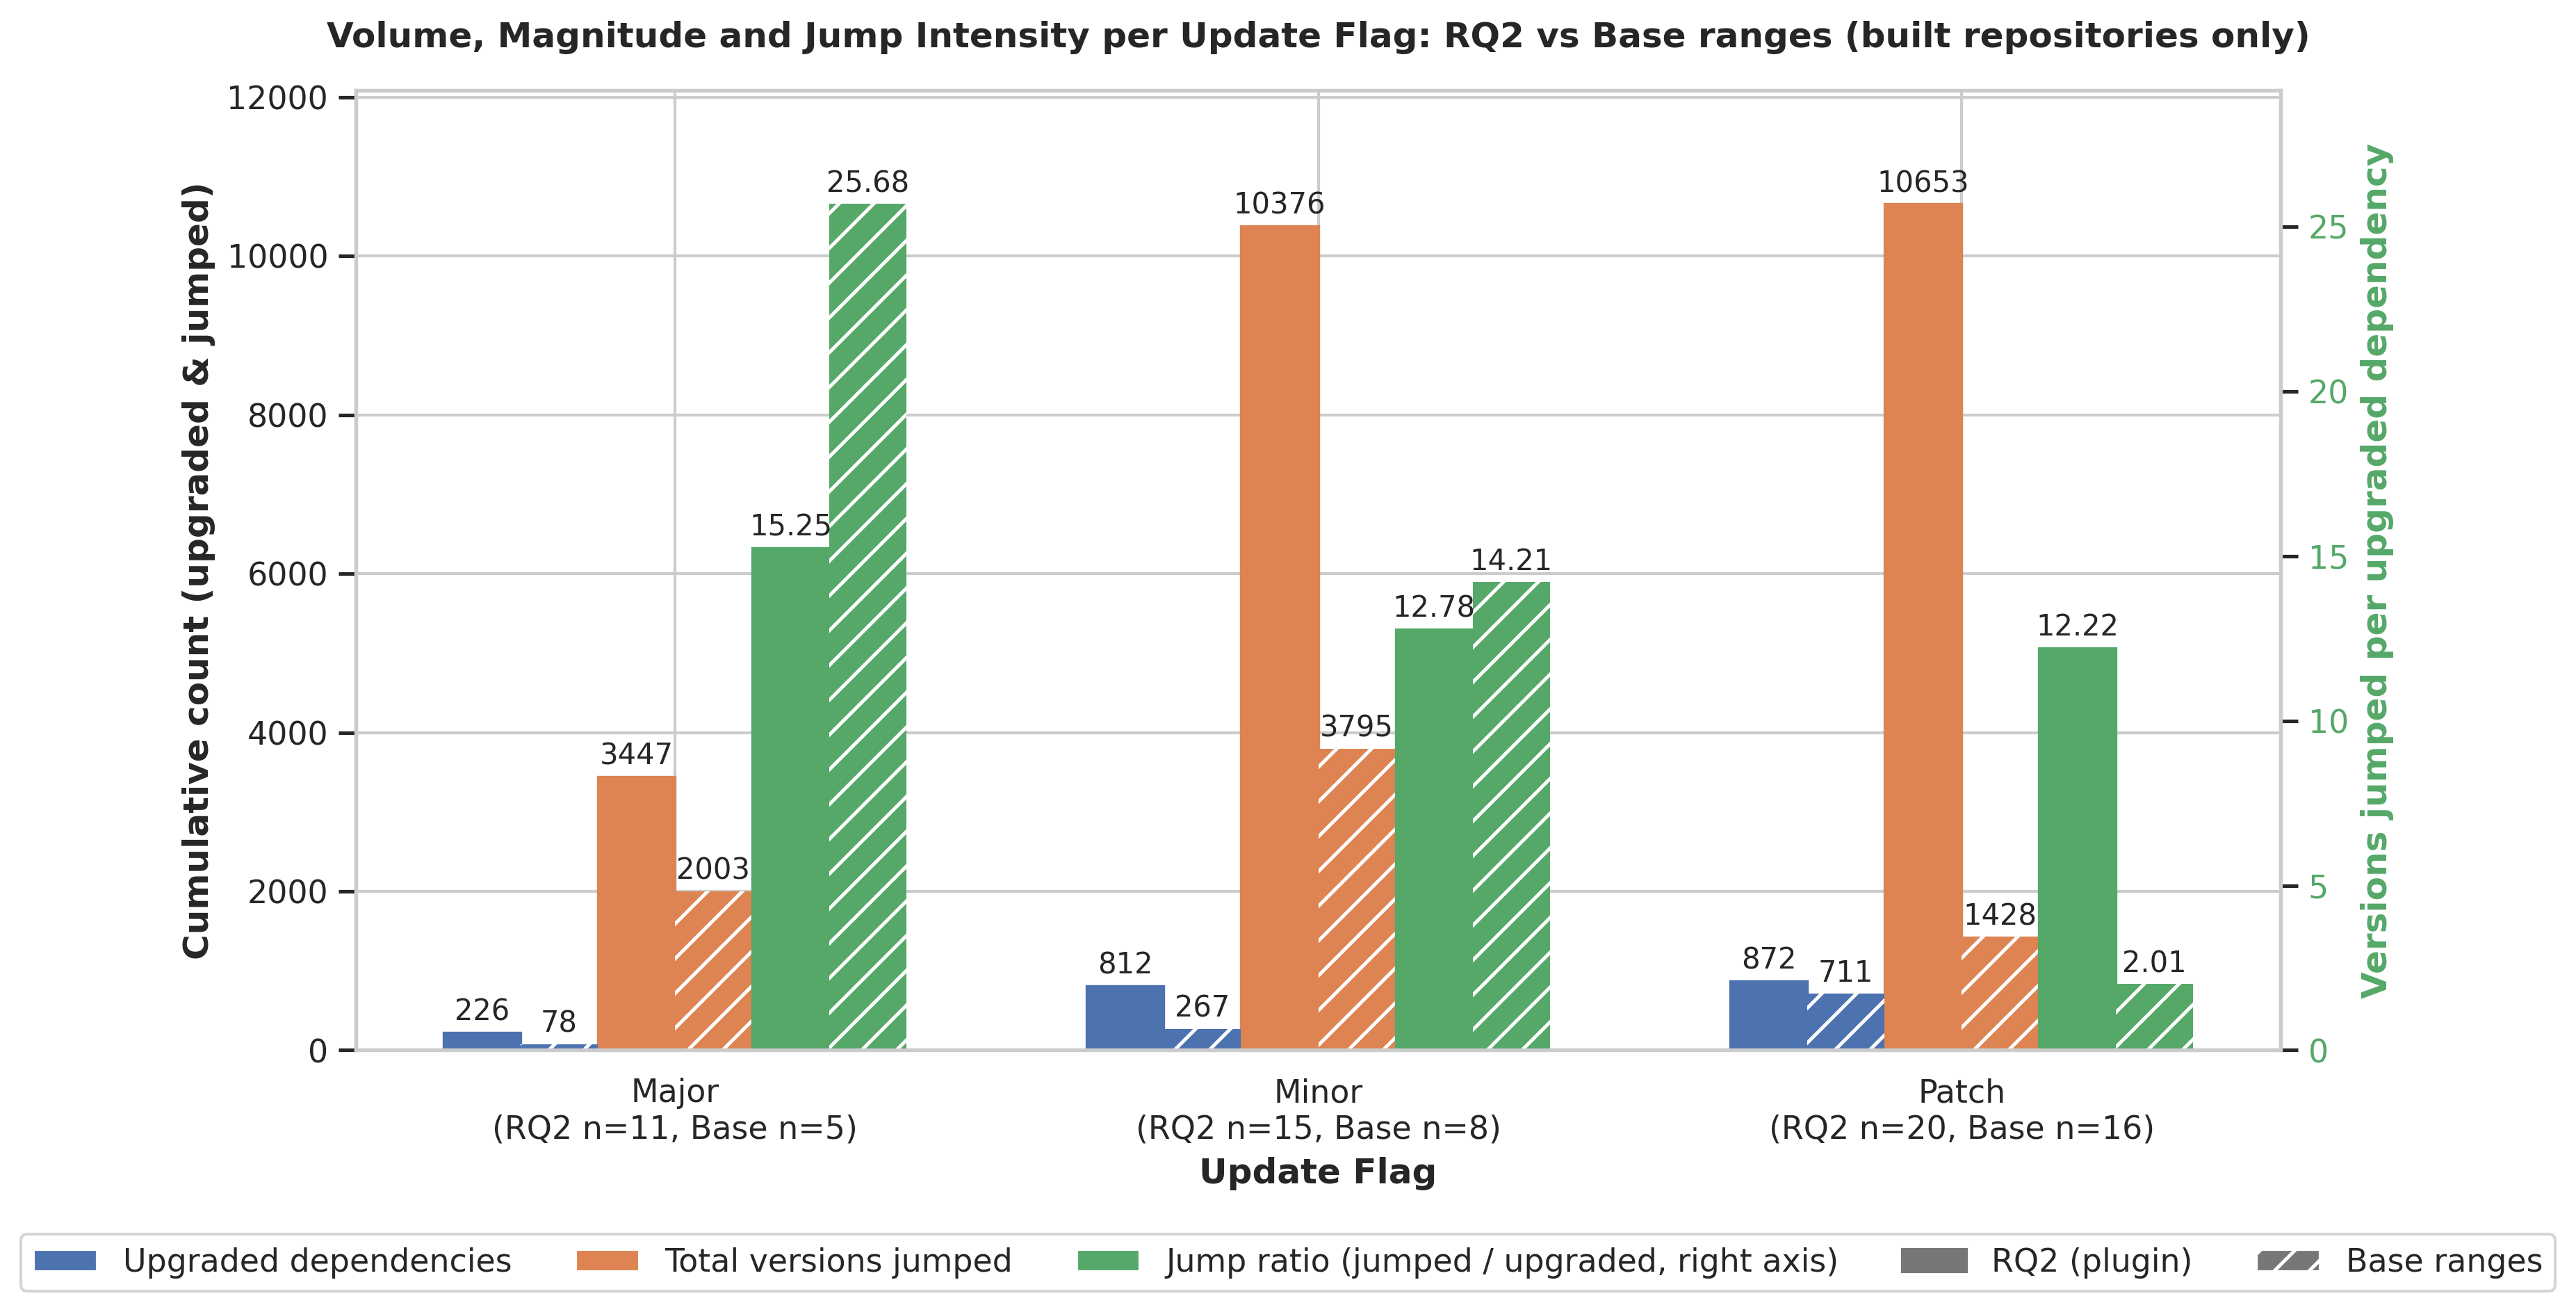 Volume, Magnitude and Jump Intensity per Update Flag: RQ2 vs Base ranges (built repositories only)
Cumulative count (upgraded & jumped)
12000
10000
8000
6000
4000
2000
0
226
78
3447
2003
15.25
25.68
812
267
10376
3795
12.78
14.21
872
711
10653
1428
12.22
2.01
25
20
15
10
5
0
Versions jumped per upgraded dependency
Major
(RQ2 n=11, Base n=5)
Minor
(RQ2 n=15, Base n=8)
Patch
(RQ2 n=20, Base n=16)
Update Flag
Upgraded dependencies
Total versions jumped
Jump ratio (jumped / upgraded, right axis)
RQ2 (plugin)
Base ranges